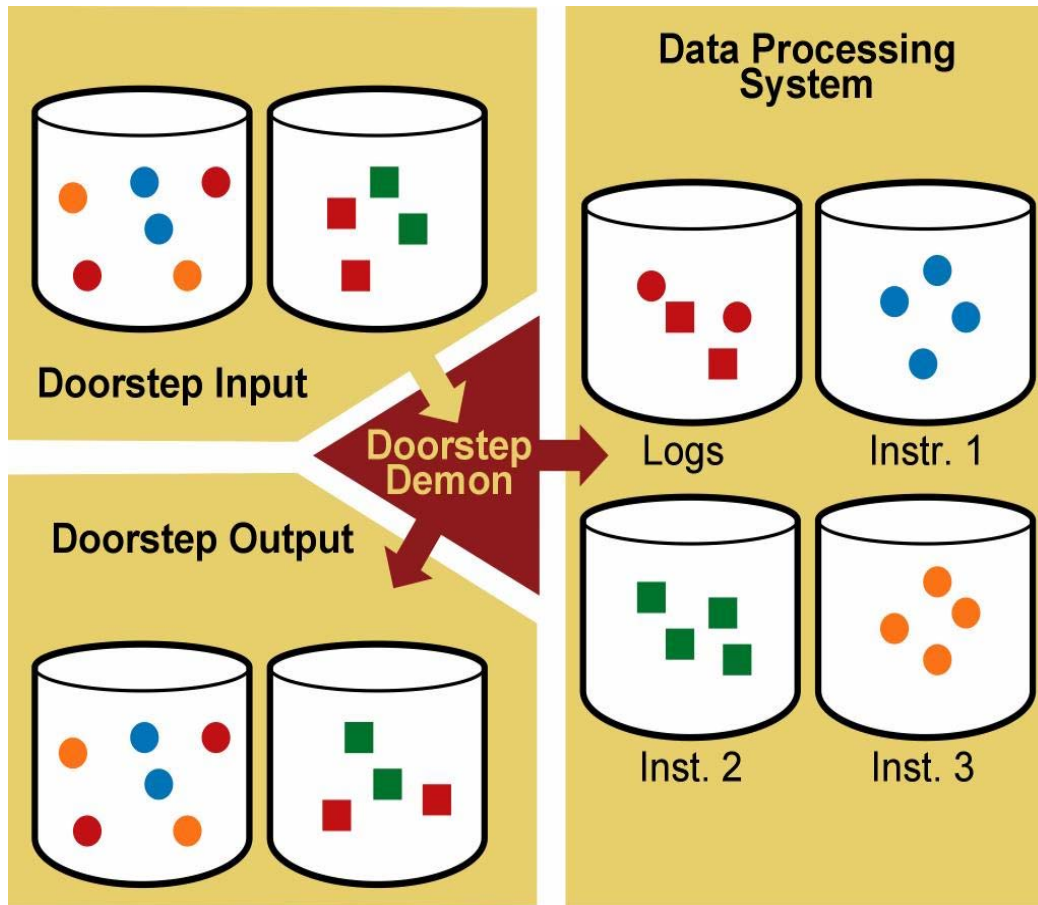 Data Processing
System
Doorstep Input
Doorstep
Demon
Logs
Instr. 1
Doorstep Output
Inst. 2
Inst. 3